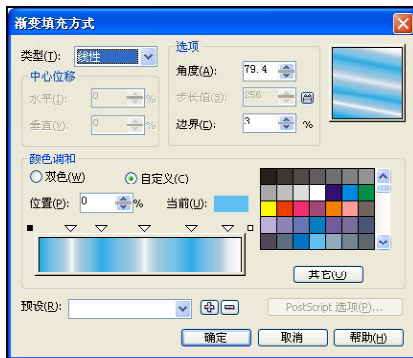 渐变填充方式
类型(T): 线性
选项
角度(A): 79.4
中心位移
水平(I): 0 %
步长值(S): 256
垂直(V): 0 %
边界(E): 3 %
颜色调和
双色(W) 自定义(C)
位置(P): 0 % 当前(U):
其它(O)
预设(R):
PostScript 选项(P)...
确定 取消 帮助(H)